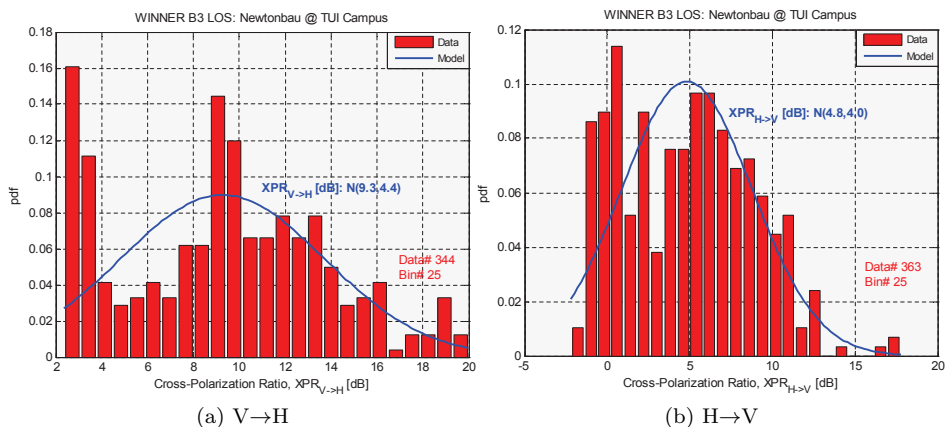 WINNER B3 LOS: Newtonbau @ TUI Campus
0.18
0.16
0.14
0.12
0.1
0.08
0.06
0.04
0.02
0
pdf
Data
Model
XPR V->H [dB]: N(9.3,4.4)
Data# 344
Bin# 25
2 4 6 8 10 12 14 16 18 20
Cross-Polarization Ratio, XPR V->H [dB]
(a) V→H
WINNER B3 LOS: Newtonbau @ TUI Campus
0.12
0.1
0.08
0.06
0.04
0.02
0
pdf
Data
Model
XPR H->V [dB]: N(4.8,4.0)
Data# 363
Bin# 25
-5 0 5 10 15 20
Cross-Polarization Ratio, XPR H->V [dB]
(b) H→V